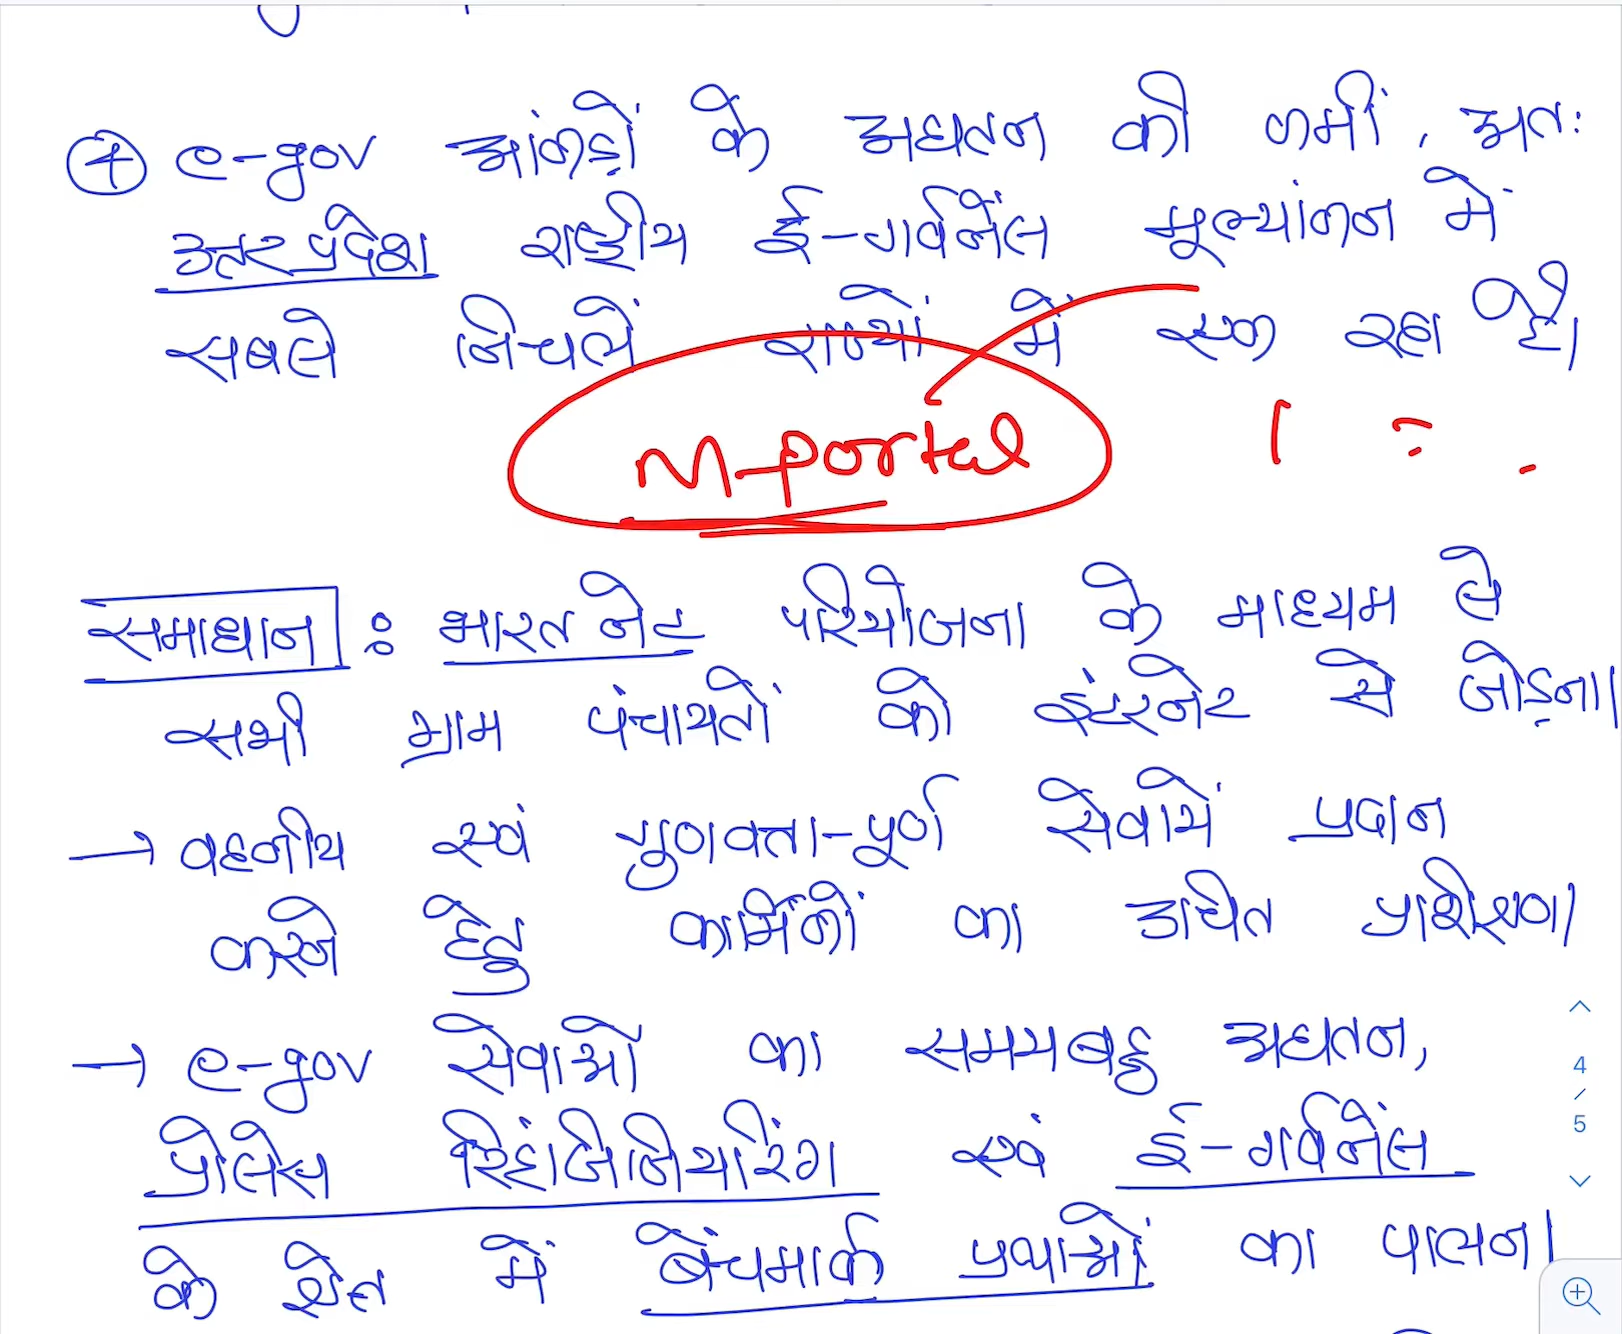 ④ e-gov आंकड़ों के अद्यतन की कमी, अतः
उत्तर प्रदेश राष्ट्रीय ई-गवर्नेंस मूल्यांकन में
सबसे निचले राज्यों में एक रहा है।
M-portal
समाधान : भारत नेट परियोजना के माध्यम से
सभी ग्राम पंचायतों को इंटरनेट से जोड़ना।
→ वहनीय एवं गुणवत्ता-पूर्ण सेवायें प्रदान
करने हेतु कार्मिकों का उचित प्रशिक्षण।
→ e-gov सेवाओं का समयबद्ध अद्यतन,
प्रोसेस रिइंजिनियरिंग एवं ई-गवर्नेंस
के क्षेत्र में बेंचमार्क प्रथाओं का पालन।
4
/
5